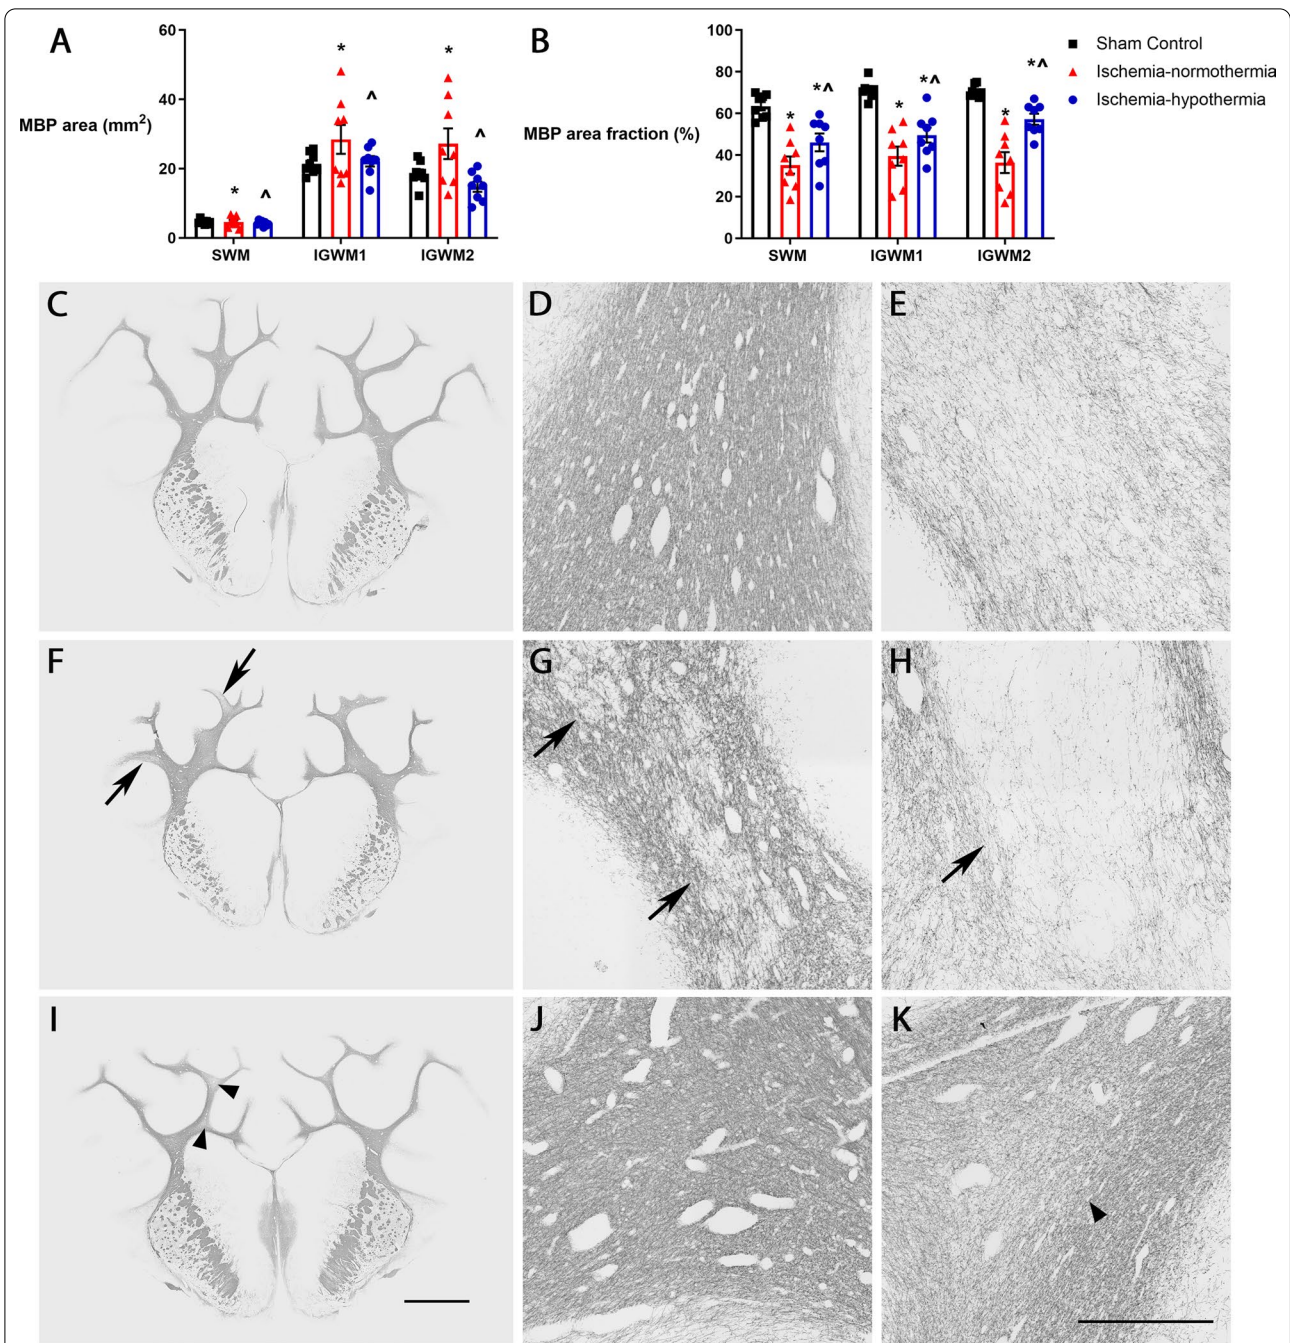 A
MBP area (mm²)
60
40
20
0
* ^
* ^
* ^
SWM IGWM1 IGWM2
B
MBP area fraction (%)
100
80
60
40
20
0
* *^
* *^
* *^
SWM IGWM1 IGWM2
Sham Control
Ischemia-normothermia
Ischemia-hypothermia
C D E
F G H
I J K